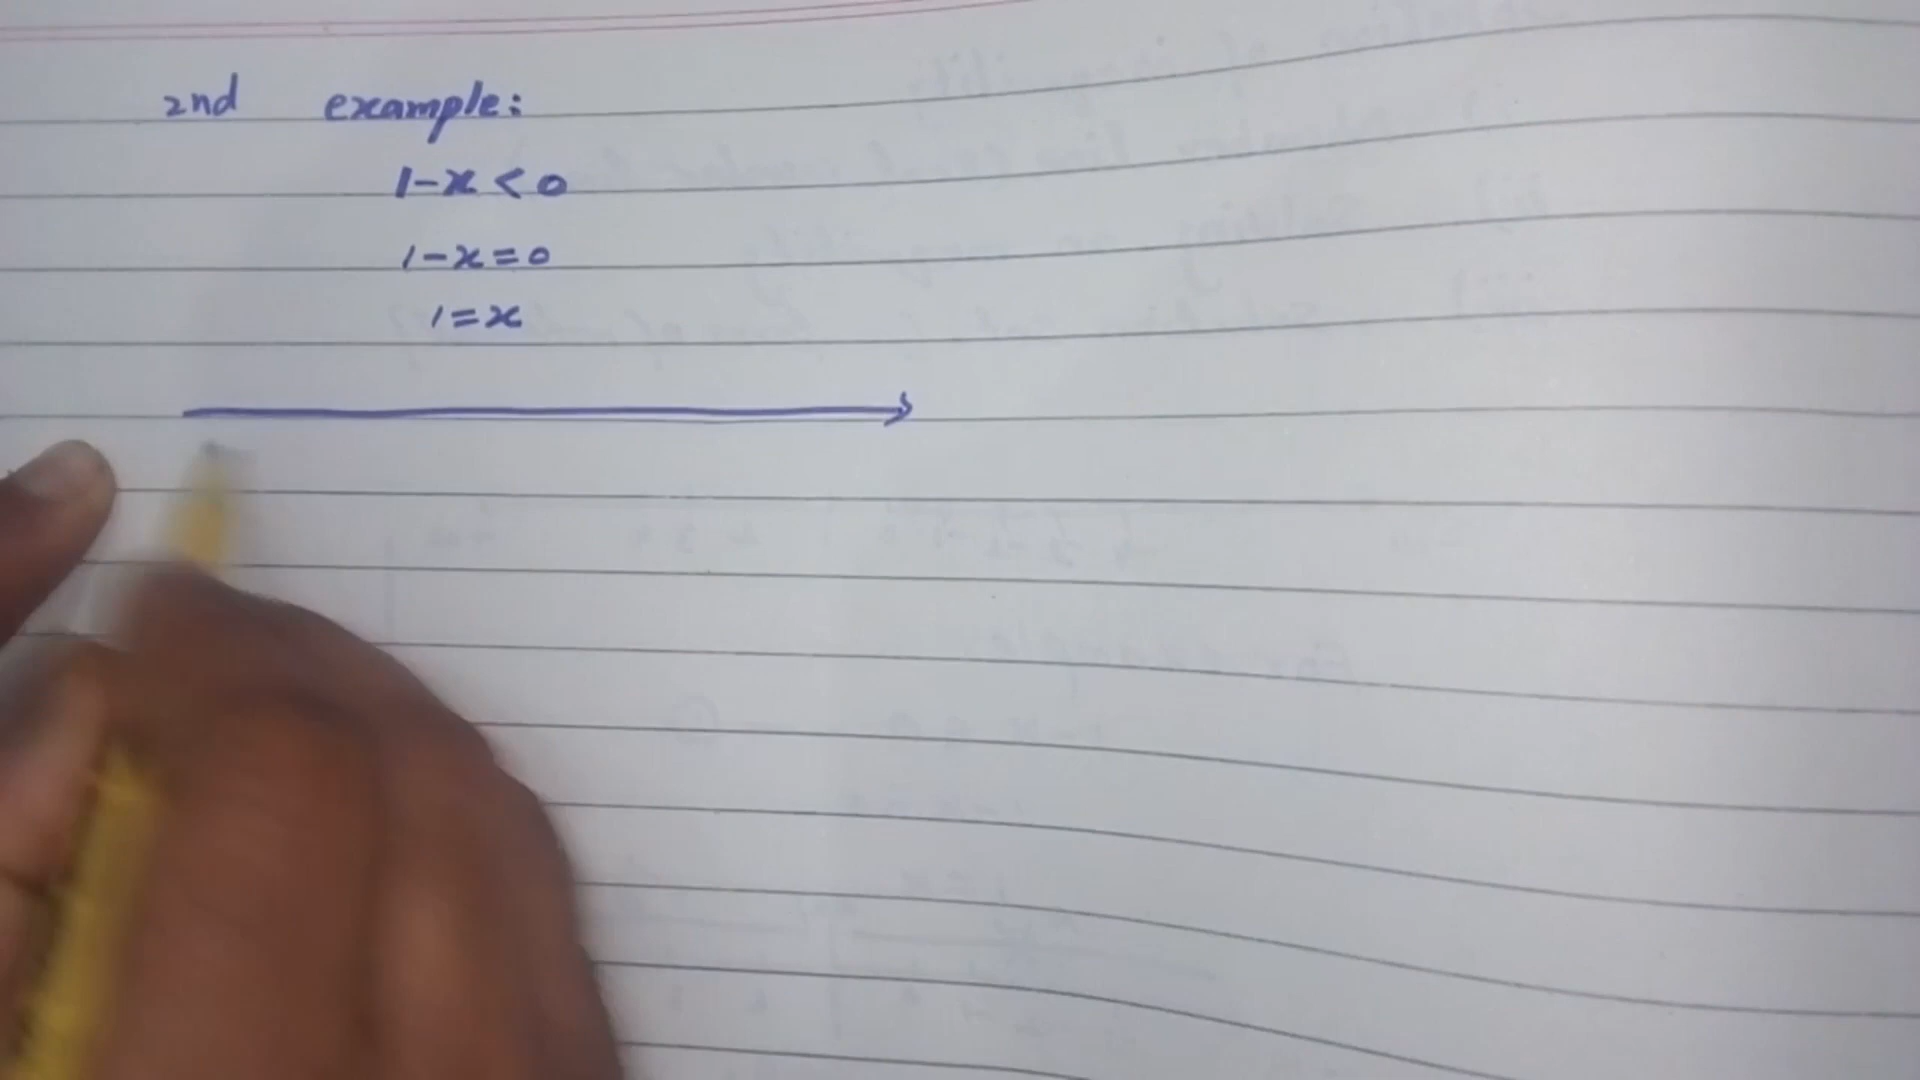 2nd example:
1-x < 0
1-x = 0
1 = x